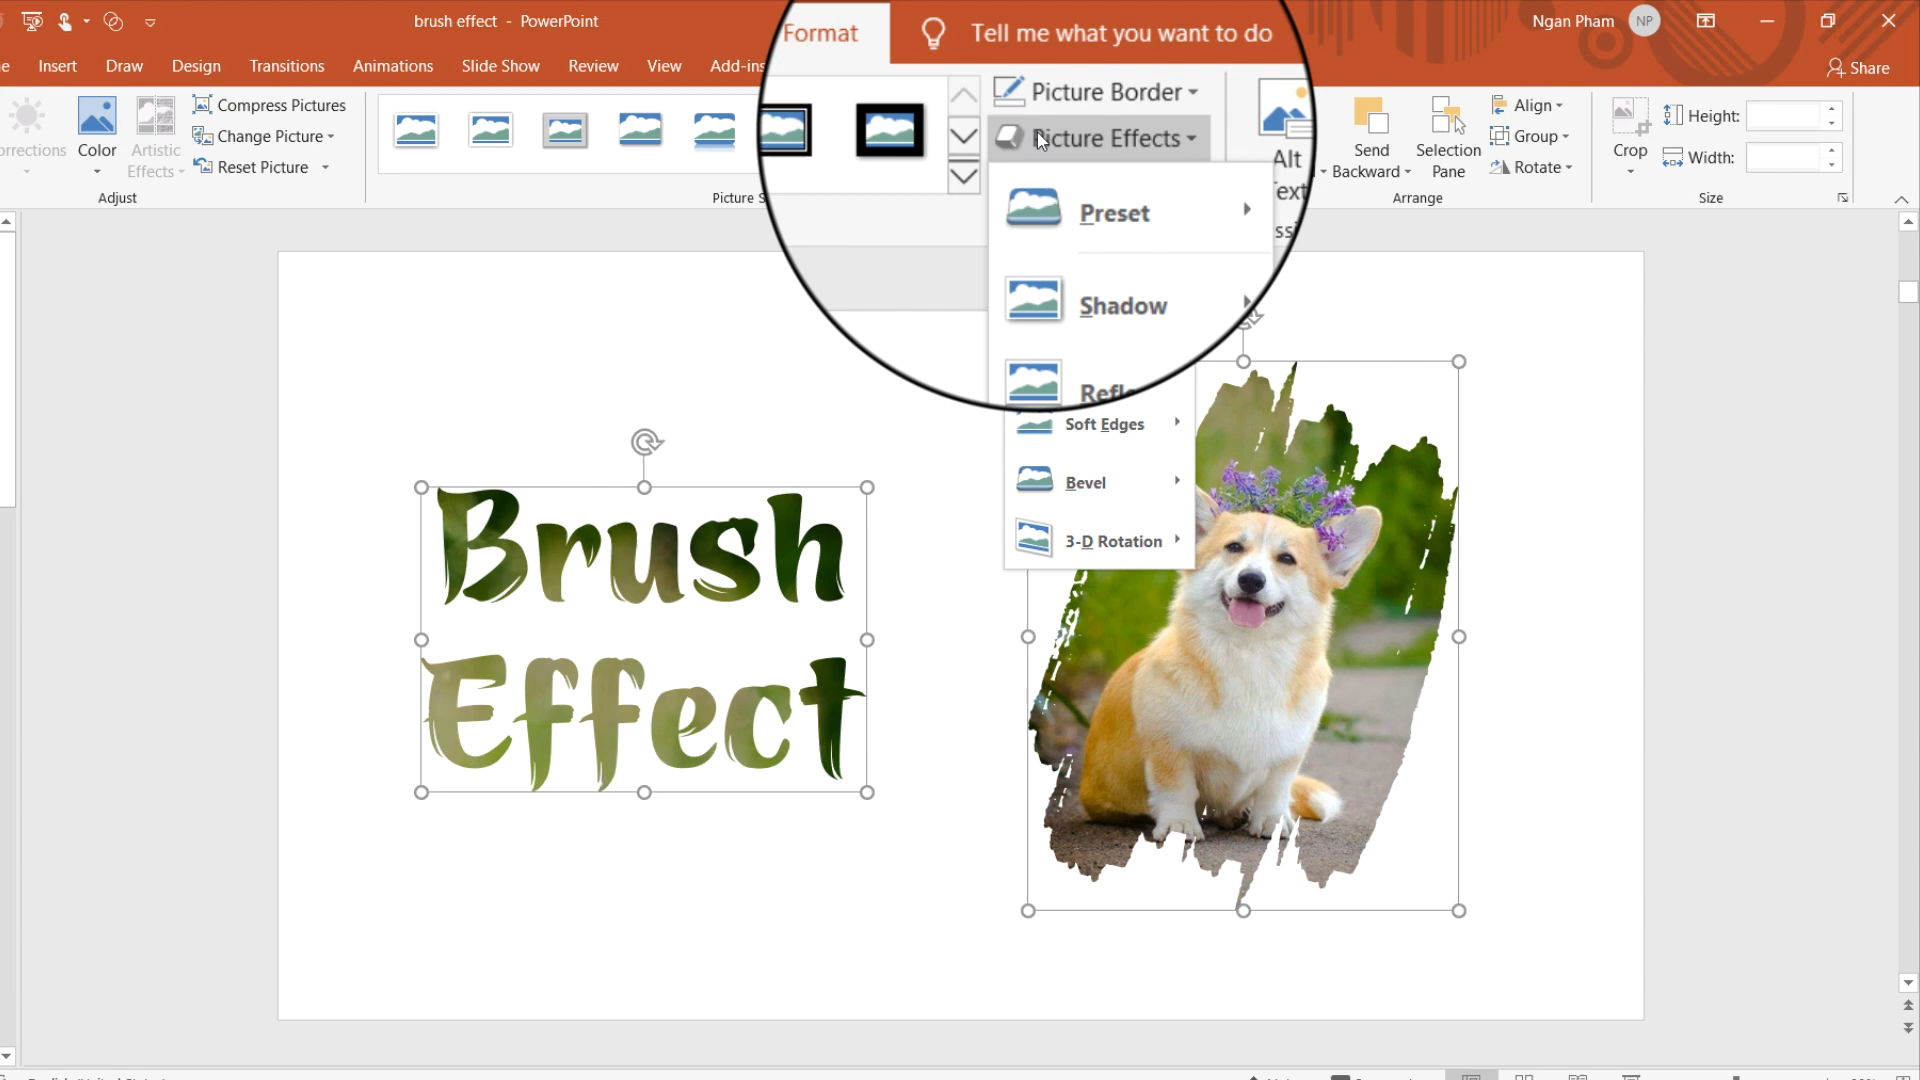 brush effect - PowerPoint
Ngan Pham NP
Format
Tell me what you want to do
Insert Draw Design Transitions Animations Slide Show Review View Add-ins
Share
Color
Artistic Effects
Compress Pictures
Change Picture
Reset Picture
Adjust
Picture
Picture Border
Picture Effects
Preset
Shadow
Soft Edges
Bevel
3-D Rotation
Alt
Send Backward
Selection Pane
Align
Group
Rotate
Arrange
Crop
Height:
Width:
Size
Brush
Effect